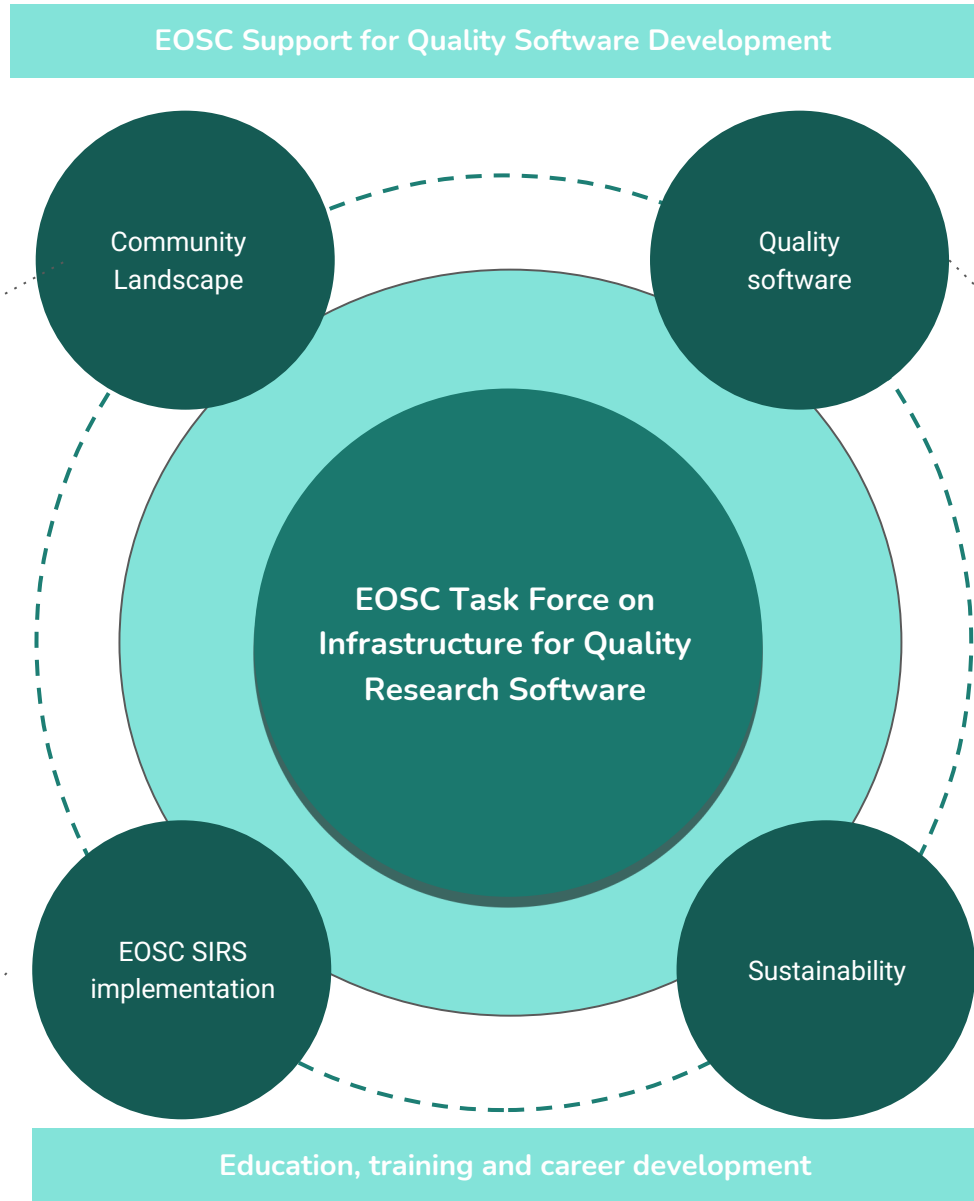 EOSC Support for Quality Software Development
Community
Landscape
Quality
software
EOSC Task Force on
Infrastructure for Quality
Research Software
EOSC SIRS
implementation
Sustainability
Education, training and career development